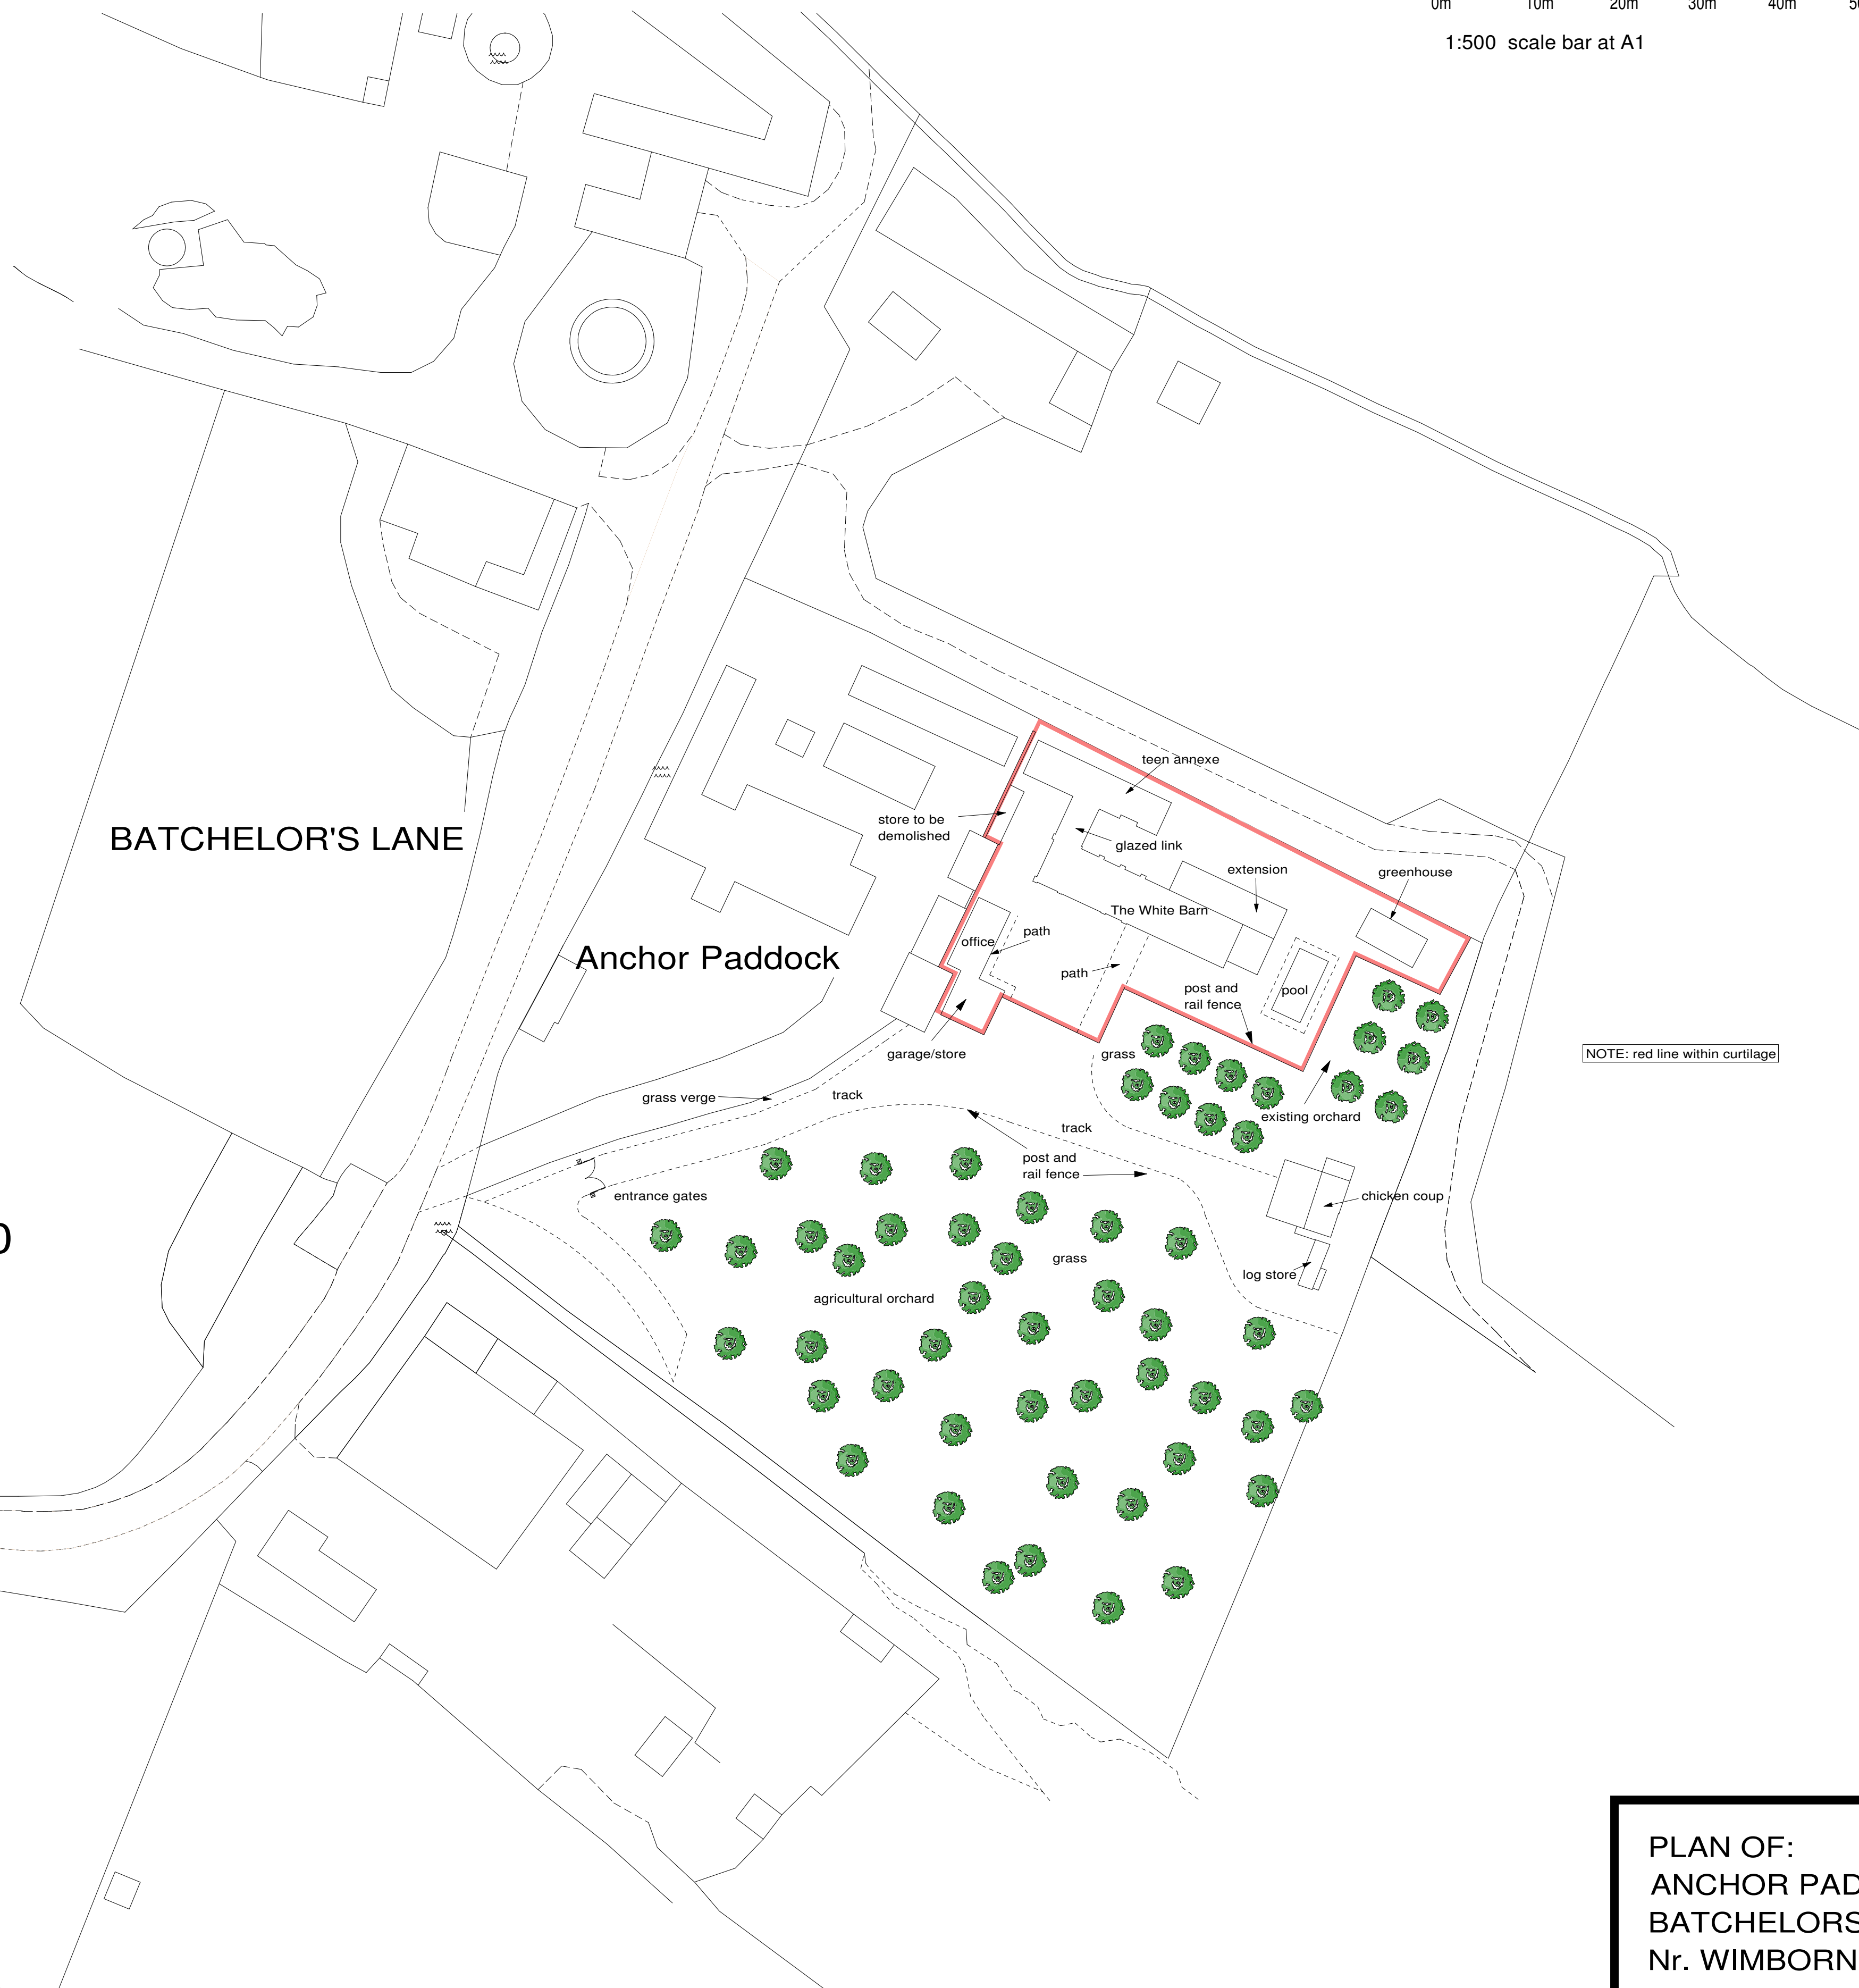 0m 10m 20m 30m 40m
1:500 scale bar at A1
teen annexe
store to be
demolished
glazed link
extension
greenhouse
BATCHELOR'S LANE
The White Barn
path
office
Anchor Paddock
path
post and
rail fence
pool
garage/store
grass
NOTE: red line within curtilage
grass verge
track
existing orchard
track
post and
rail fence
entrance gates
chicken coup
0
grass
log store
agricultural orchard
PLAN OF:
ANCHOR PAD
BATCHELORS
Nr. WIMBORN